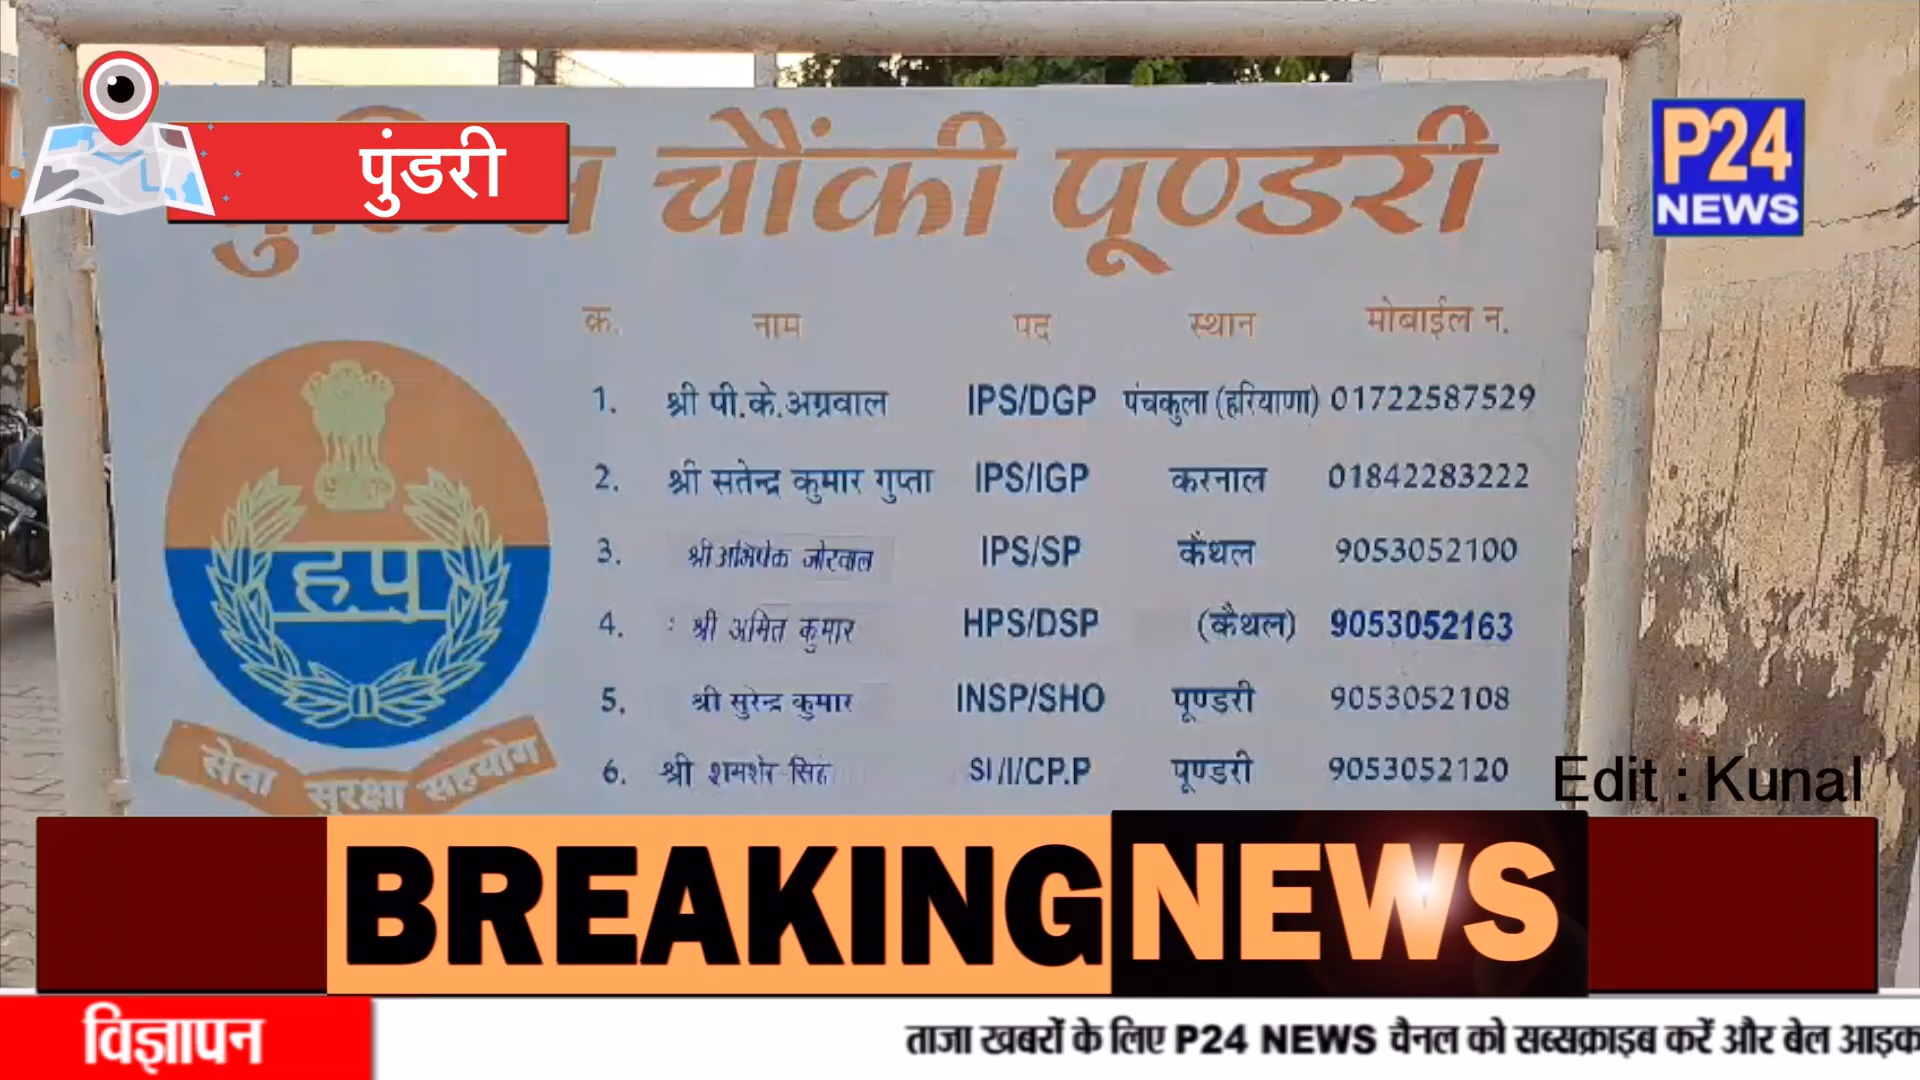 पुंडरी
पुलिस चौंकी पूण्डरी
P24
NEWS
क्र. नाम पद स्थान मोबाईल न.
1. श्री पी.के.अग्रवाल IPS/DGP पंचकुला (हरियाणा) 01722587529
2. श्री सतेन्द्र कुमार गुप्ता IPS/IGP करनाल 01842283222
3. श्री अभिषेक जोरवाल IPS/SP कैथल 9053052100
4. श्री अमित कुमार HPS/DSP (कैथल) 9053052163
5. श्री सुरेन्द्र कुमार INSP/SHO पूण्डरी 9053052108
6. श्री शमशेर सिंह SI/I/CP.P पूण्डरी 9053052120
ह.पु
सेवा सुरक्षा सहयोग
Edit : Kunal
BREAKING NEWS
विज्ञापन
ताजा खबरों के लिए P24 NEWS चैनल को सब्सक्राइब करें और बेल आइक